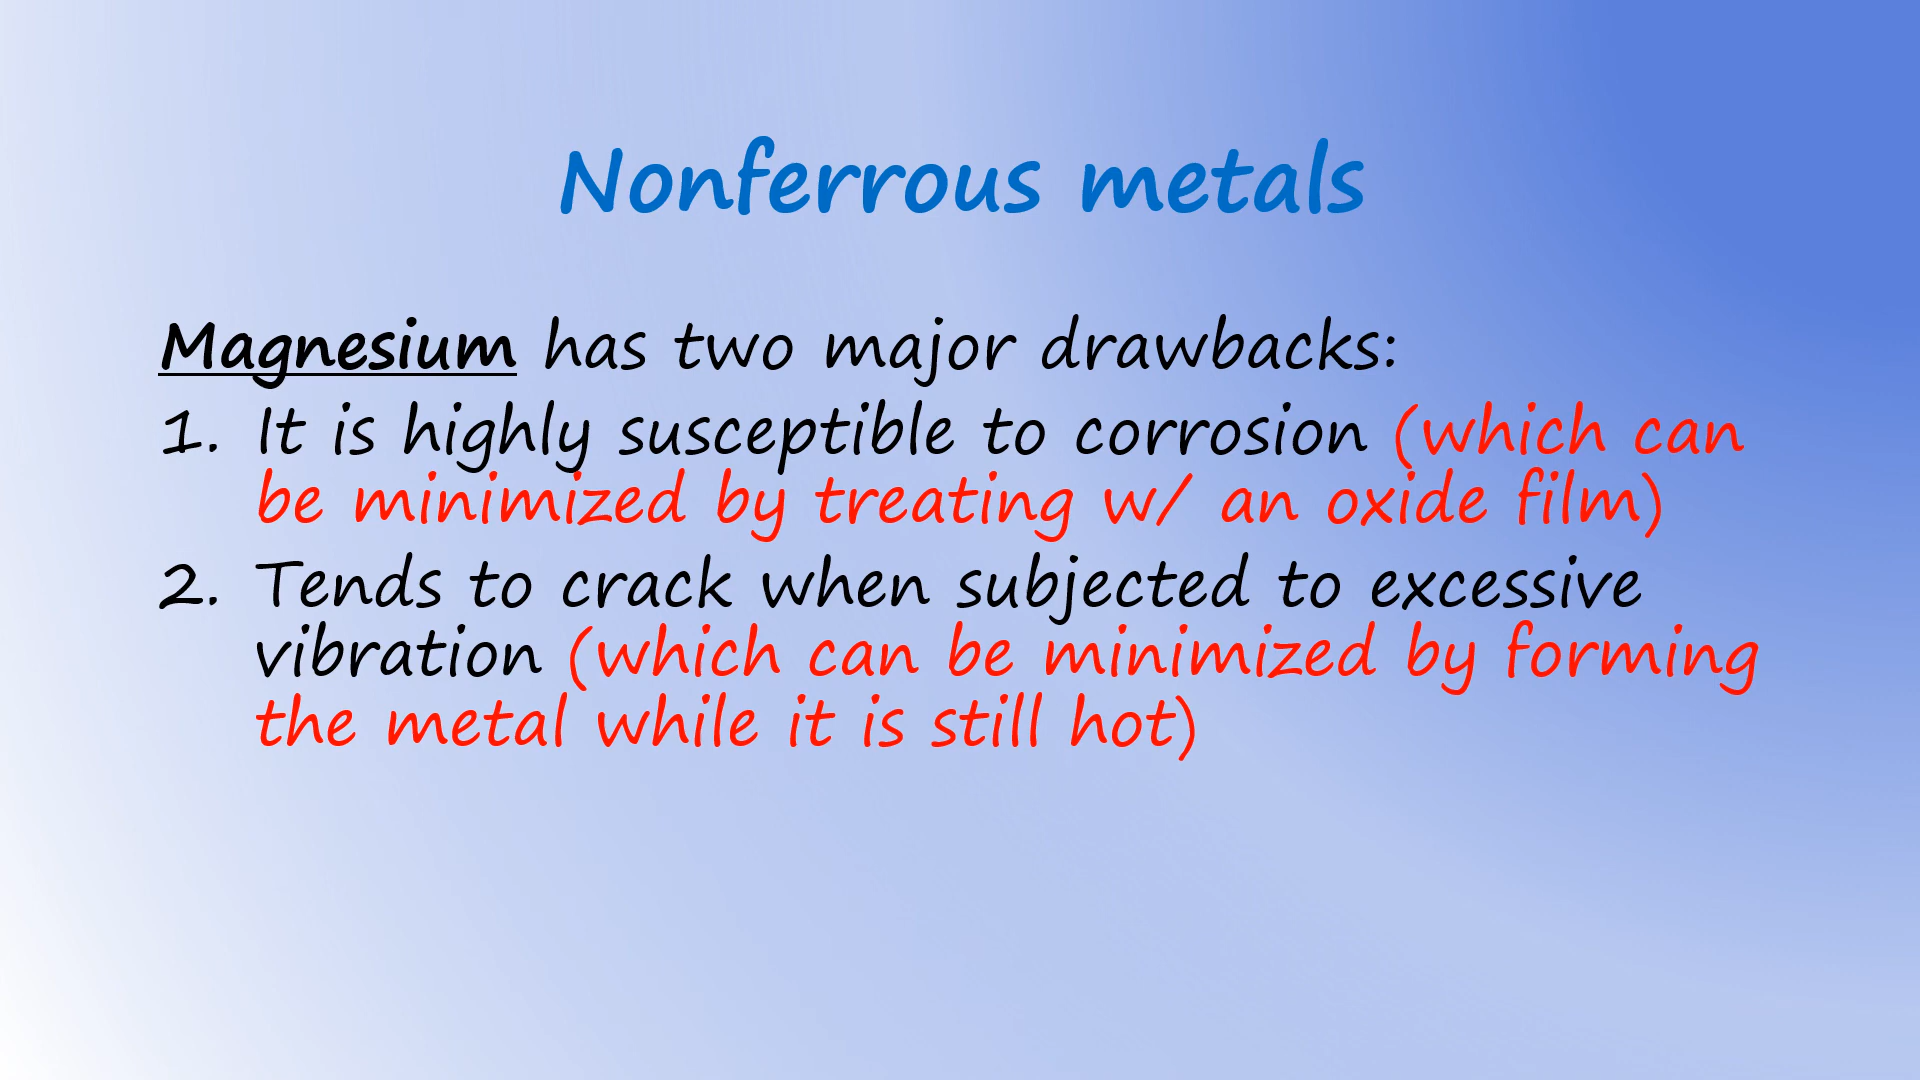 Nonferrous metals
Magnesium has two major drawbacks:
1. It is highly susceptible to corrosion (which can
be minimized by treating w/ an oxide film)
2. Tends to crack when subjected to excessive
vibration (which can be minimized by forming
the metal while it is still hot)